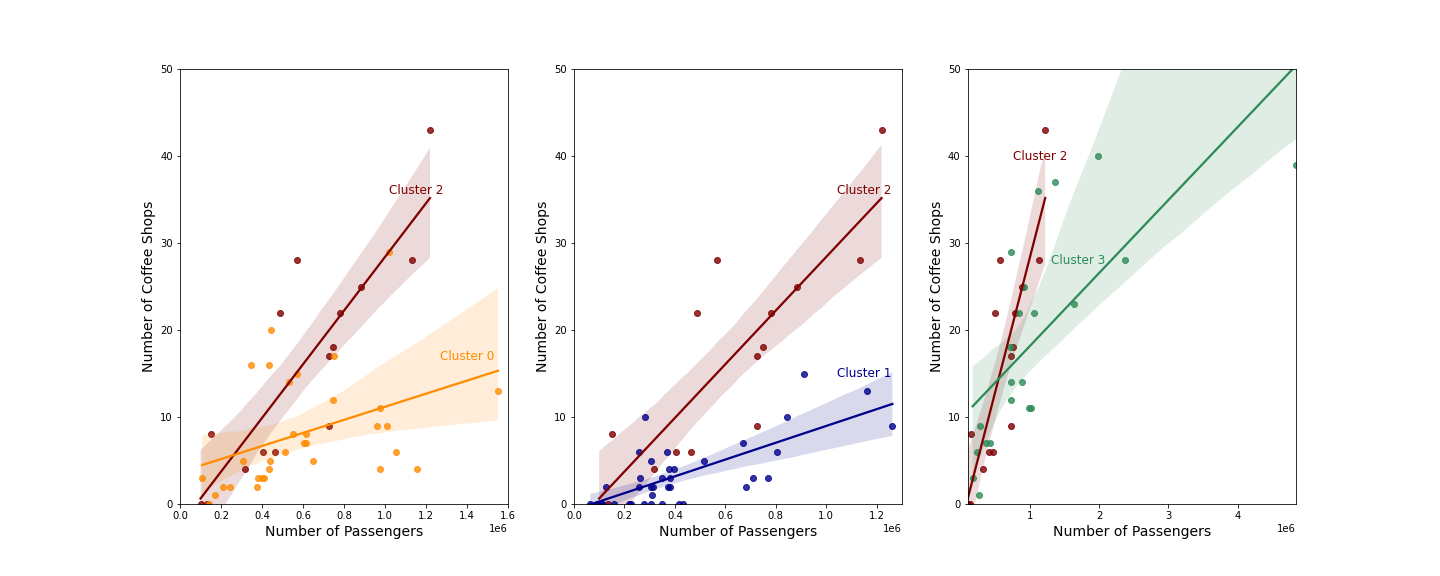 50
40
30
20
10
0
Number of Coffee Shops
Cluster 2
Cluster 0
0.0 0.2 0.4 0.6 0.8 1.0 1.2 1.4 1.6
1e6
Number of Passengers
50
40
30
20
10
0
Number of Coffee Shops
Cluster 2
Cluster 1
0.0 0.2 0.4 0.6 0.8 1.0 1.2
1e6
Number of Passengers
50
40
30
20
10
0
Number of Coffee Shops
Cluster 2
Cluster 3
1 2 3 4
1e6
Number of Passengers